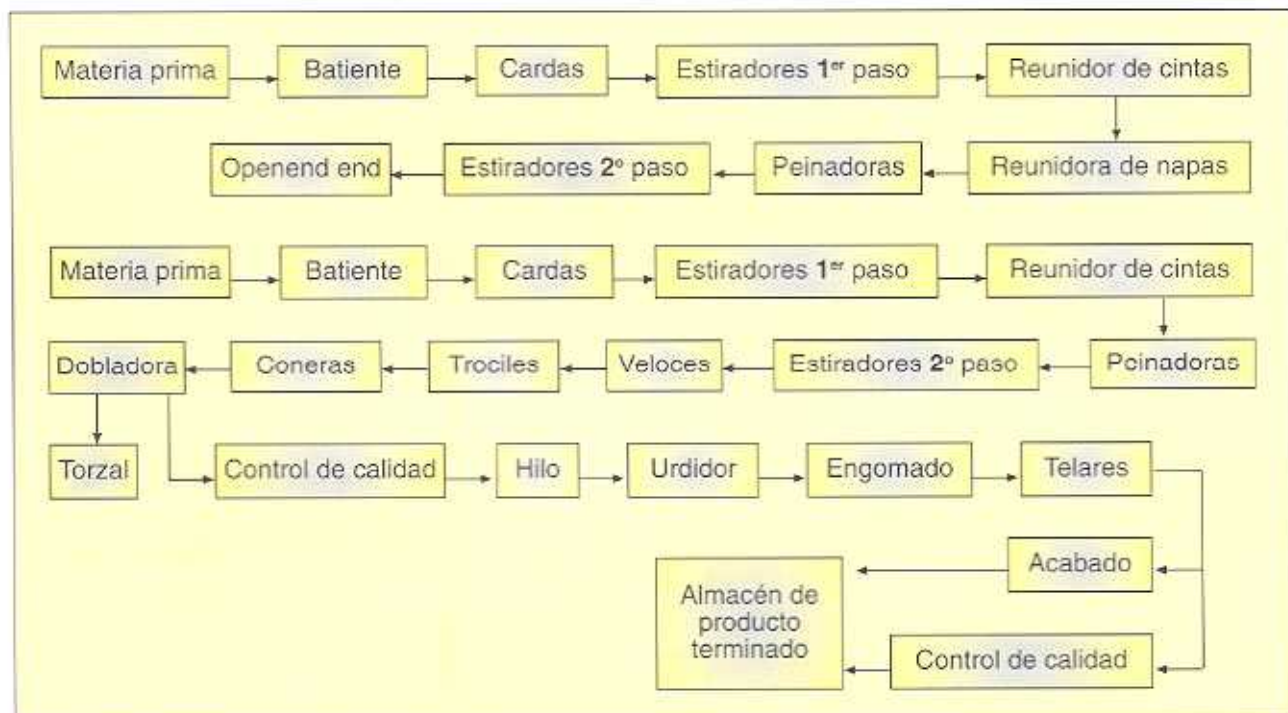 Materia prima
Batiente
Cardas
Estiradores 1er paso
Reunidor de cintas
Openend end
Estiradores 2o paso
Peinadoras
Reunidora de napas
Materia prima
Batiente
Cardas
Estiradores 1er paso
Reunidor de cintas
Dobladora
Coneras
Trociles
Veloces
Estiradores 2o paso
Peinadoras
Torzal
Control de calidad
Hilo
Urdidor
Engomado
Telares
Acabado
Almacén de
producto
terminado
Control de calidad